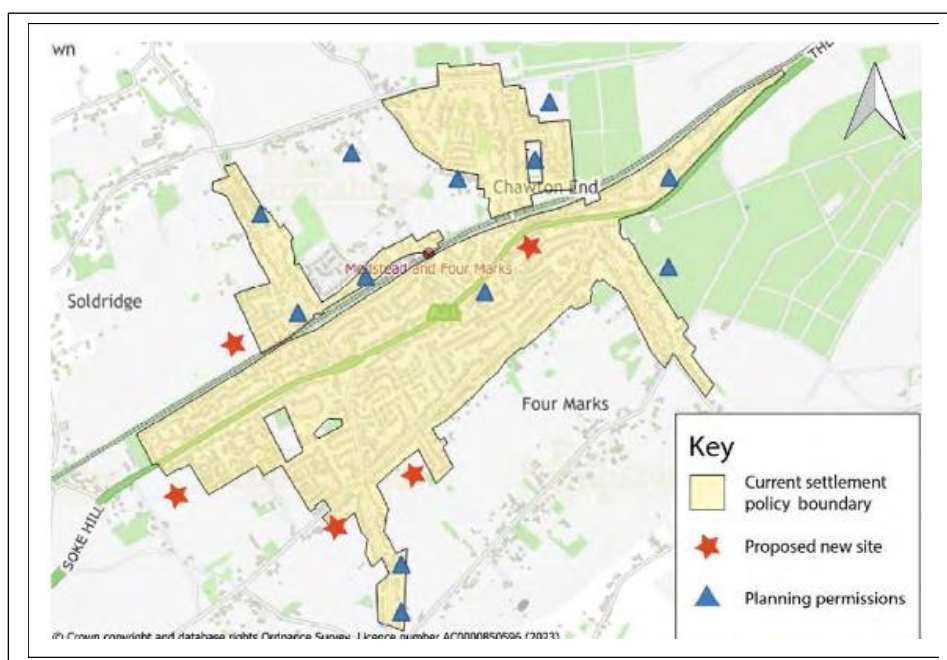 wn
THE
Chawton End
Medstead and Four Marks
Soldridge
Four Marks
SOKE HILL
Key
Current settlement
policy boundary
Proposed new site
Planning permissions
© Crown copyright and database rights Ordnance Survey. Licence number AC0000850596 (2023)